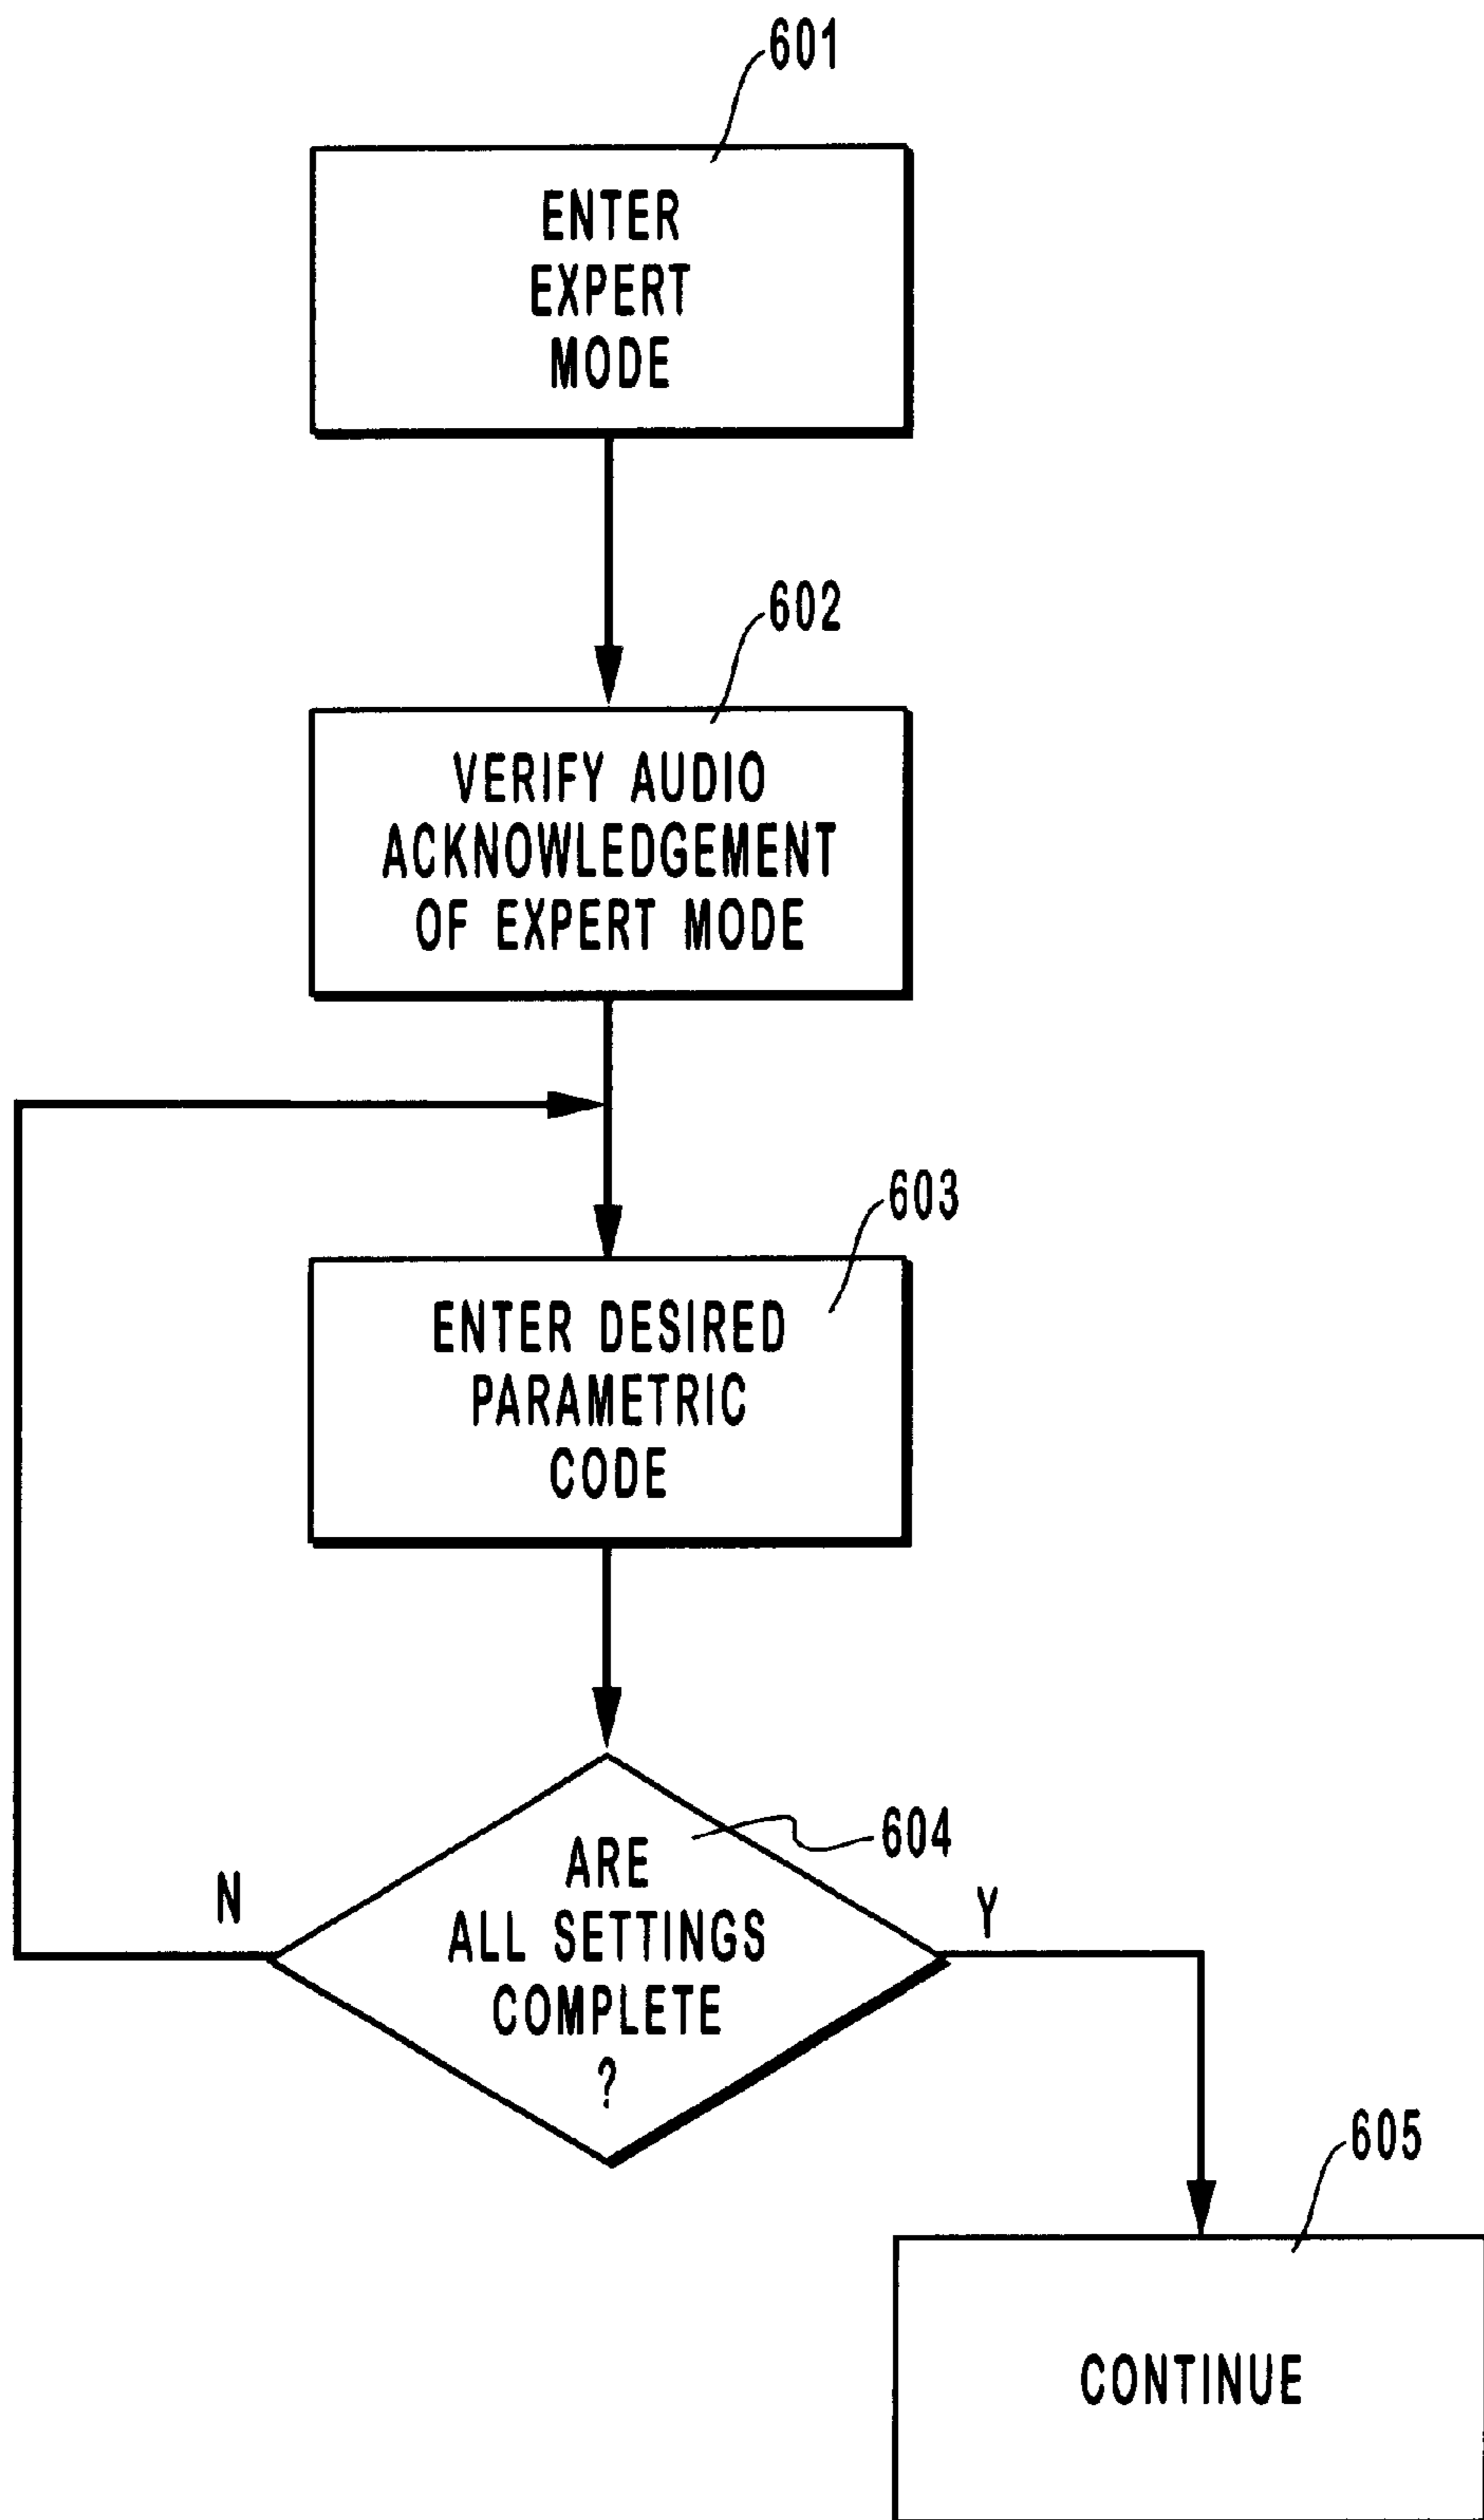 601
ENTER
EXPERT
MODE
602
VERIFY AUDIO
ACKNOWLEDGEMENT
OF EXPERT MODE
603
ENTER DESIRED
PARAMETRIC
CODE
604
ARE
ALL SETTINGS
COMPLETE
?
N
Y
605
CONTINUE